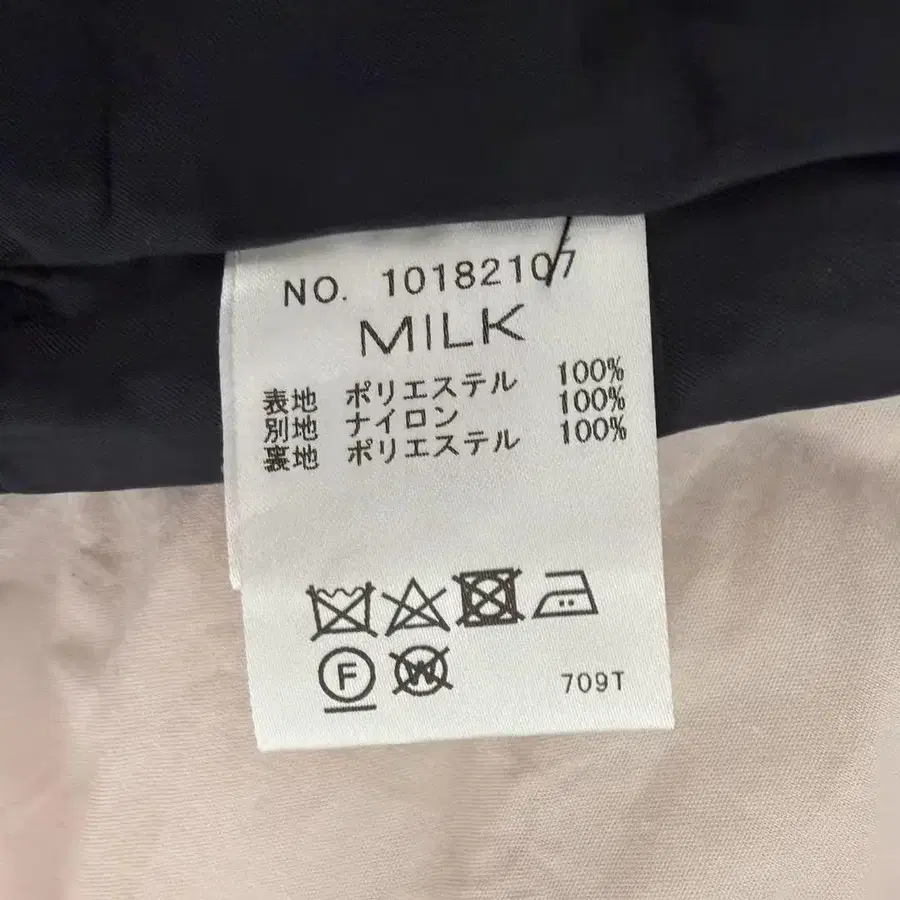 NO. 10182107
MILK
表地 ポリエステル 100%
別地 ナイロン 100%
裏地 ポリエステル 100%
F W
709T